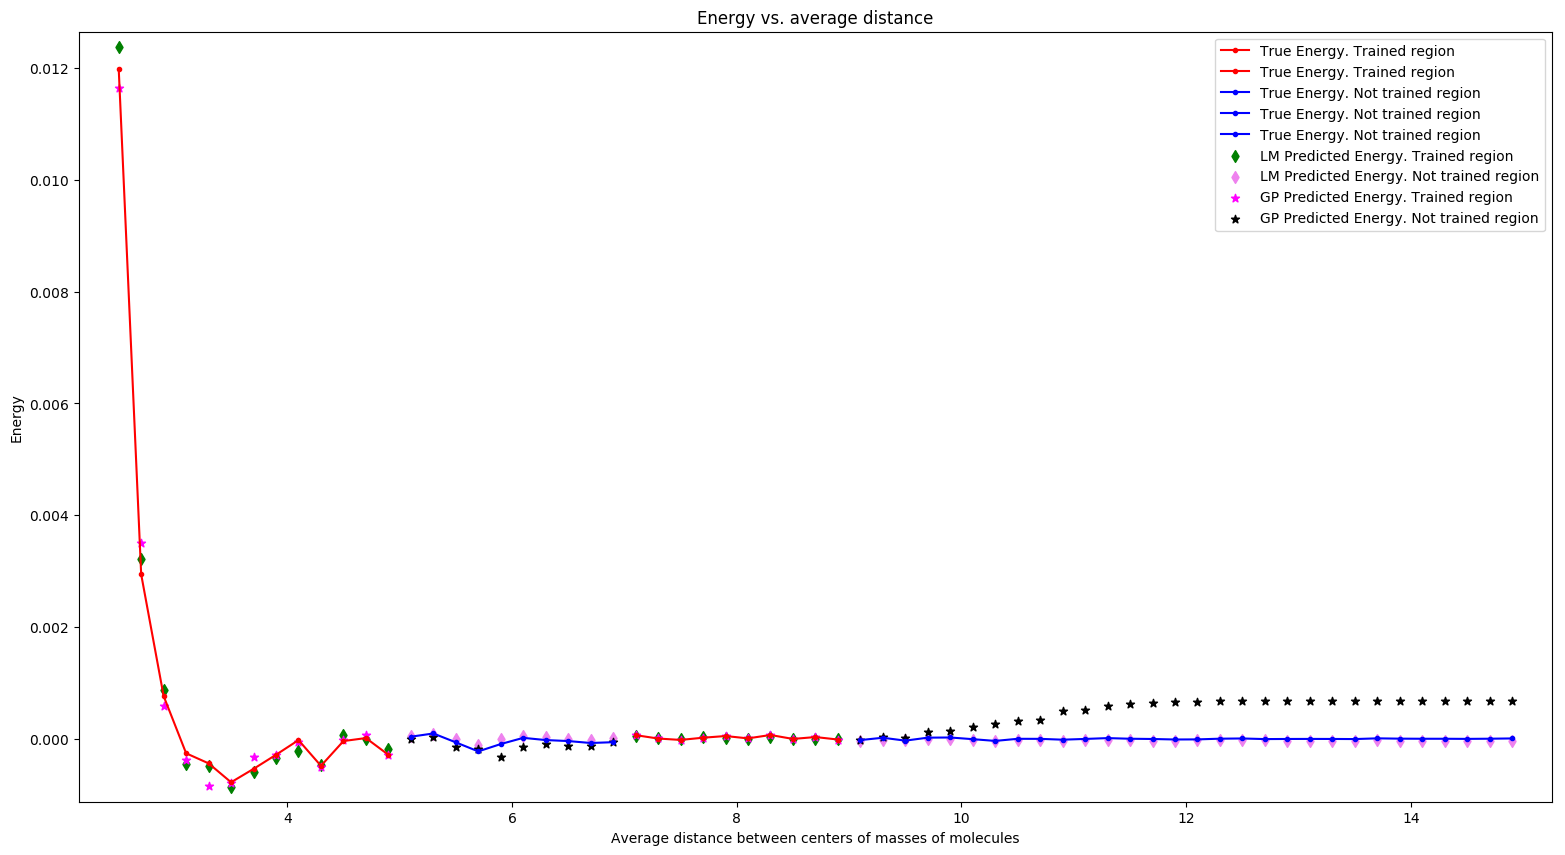 Energy vs. average distance
True Energy. Trained region
True Energy. Trained region
True Energy. Not trained region
True Energy. Not trained region
True Energy. Not trained region
LM Predicted Energy. Trained region
LM Predicted Energy. Not trained region
GP Predicted Energy. Trained region
GP Predicted Energy. Not trained region
0.012
0.010
0.008
0.006
0.004
0.002
0.000
Energy
4
6
8
10
12
14
Average distance between centers of masses of molecules